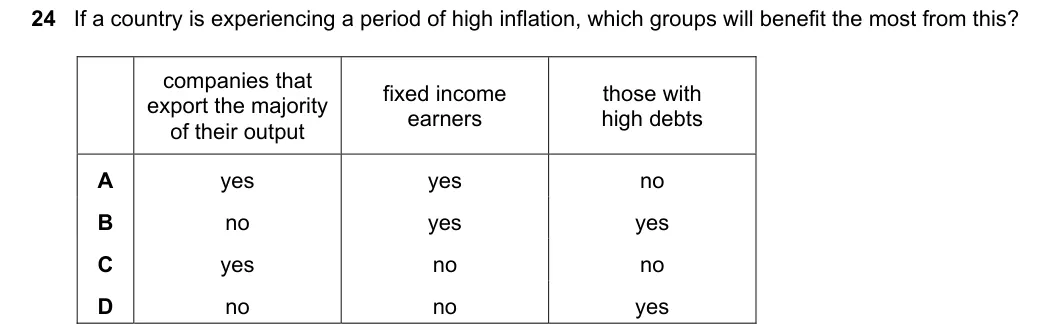 24 If a country is experiencing a period of high inflation, which groups will benefit the most from this?
companies that
export the majority
of their output
fixed income
earners
those with
high debts
A yes yes no
B no yes yes
C yes no no
D no no yes